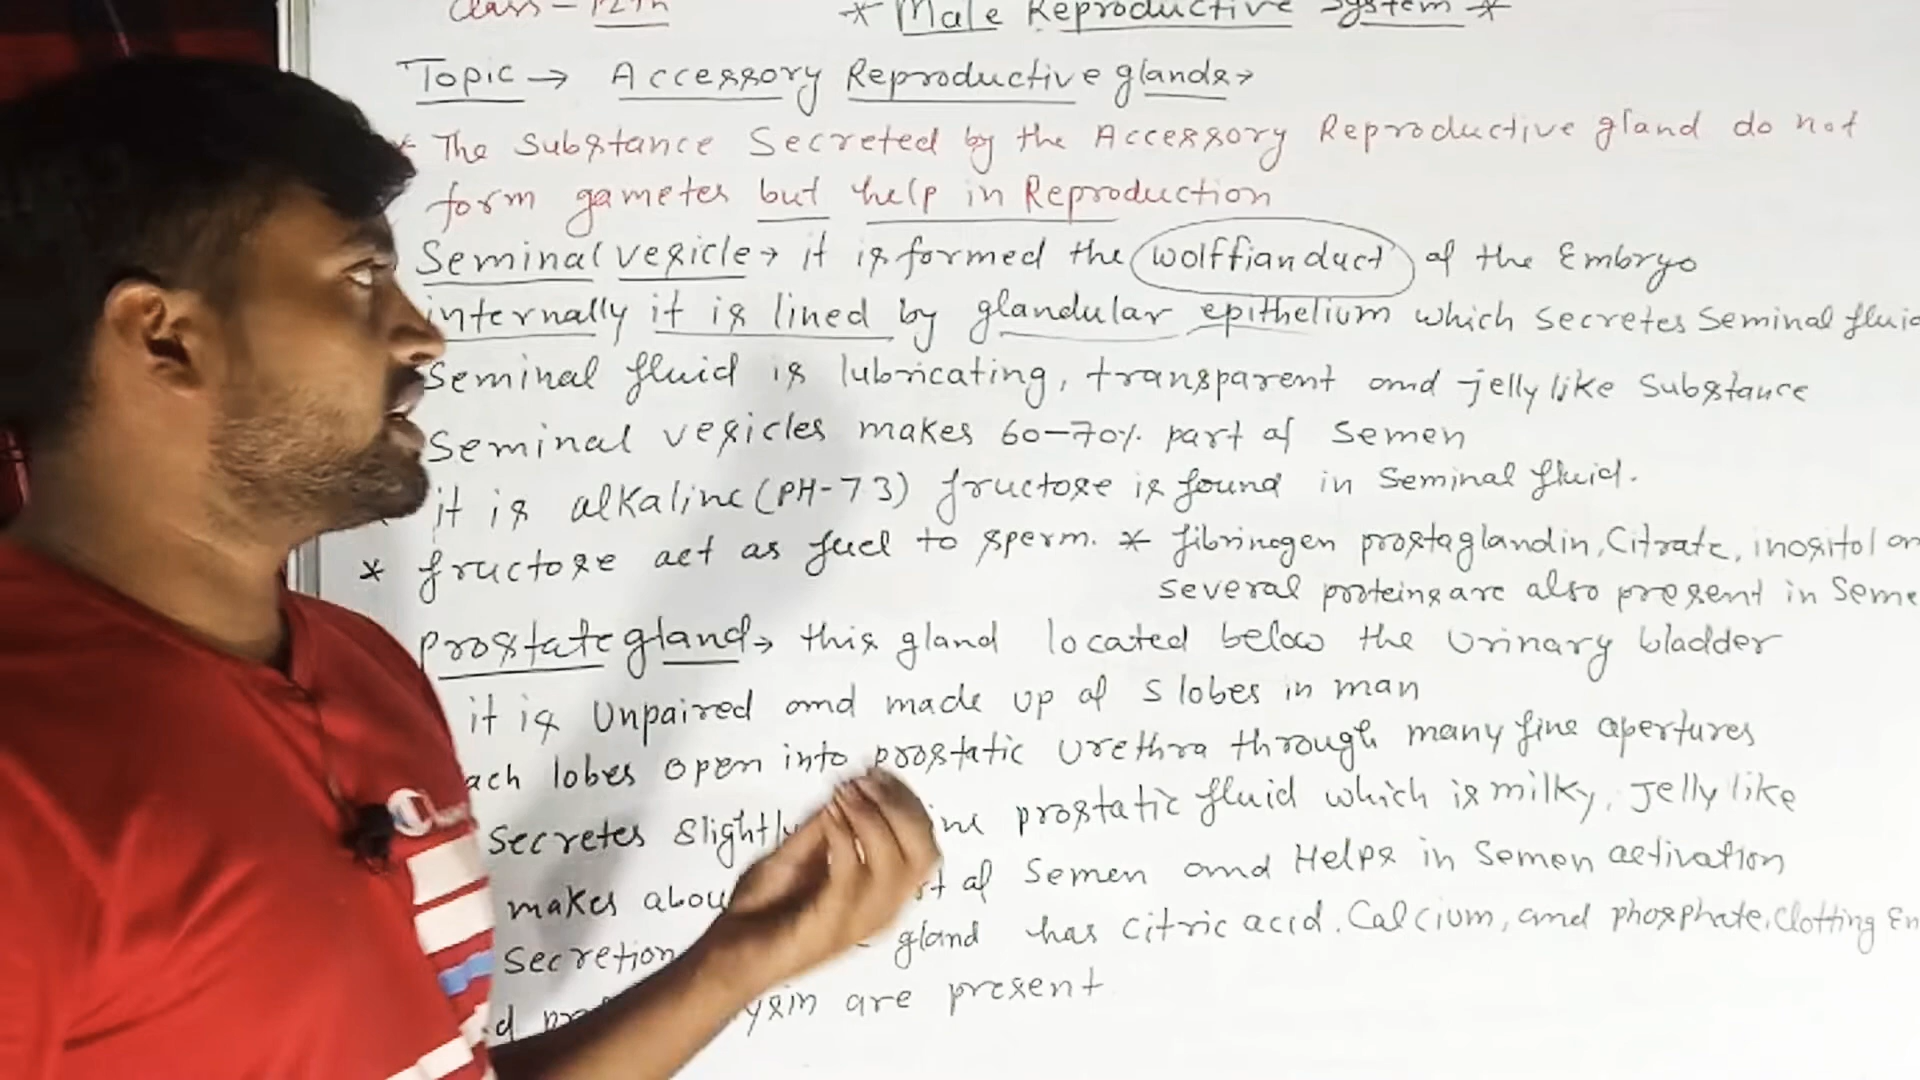 Class - 12th * Male Reproductive System *
Topic → Accessory Reproductive glands →
* The Substance Secreted by the Accessory Reproductive gland do not
form gametes but help in Reproduction
Seminal vesicle → it is formed the wolffian duct of the Embryo
internally it is lined by glandular epithelium which secretes Seminal fluid
Seminal fluid is lubricating, transparent and jelly like Substance
Seminal vesicles makes 60-70% part of Semen
it is alkaline (PH-7 3) fructose is found in Seminal fluid.
* fructose act as fuel to sperm. * fibrinogen prostaglandin, Citrate, inositol
several proteins are also present in
prostate gland → this gland located below the Urinary bladder
it is Unpaired and made up of 5 lobes in man
lobes open into prostatic Urethra through many fine apertures
secretes slightly prostatic fluid which is milky, Jelly like
makes of Semen and Helps in Semen activation
Secretion gland has Citric acid. Calcium, and phosphate, Clotting
are present